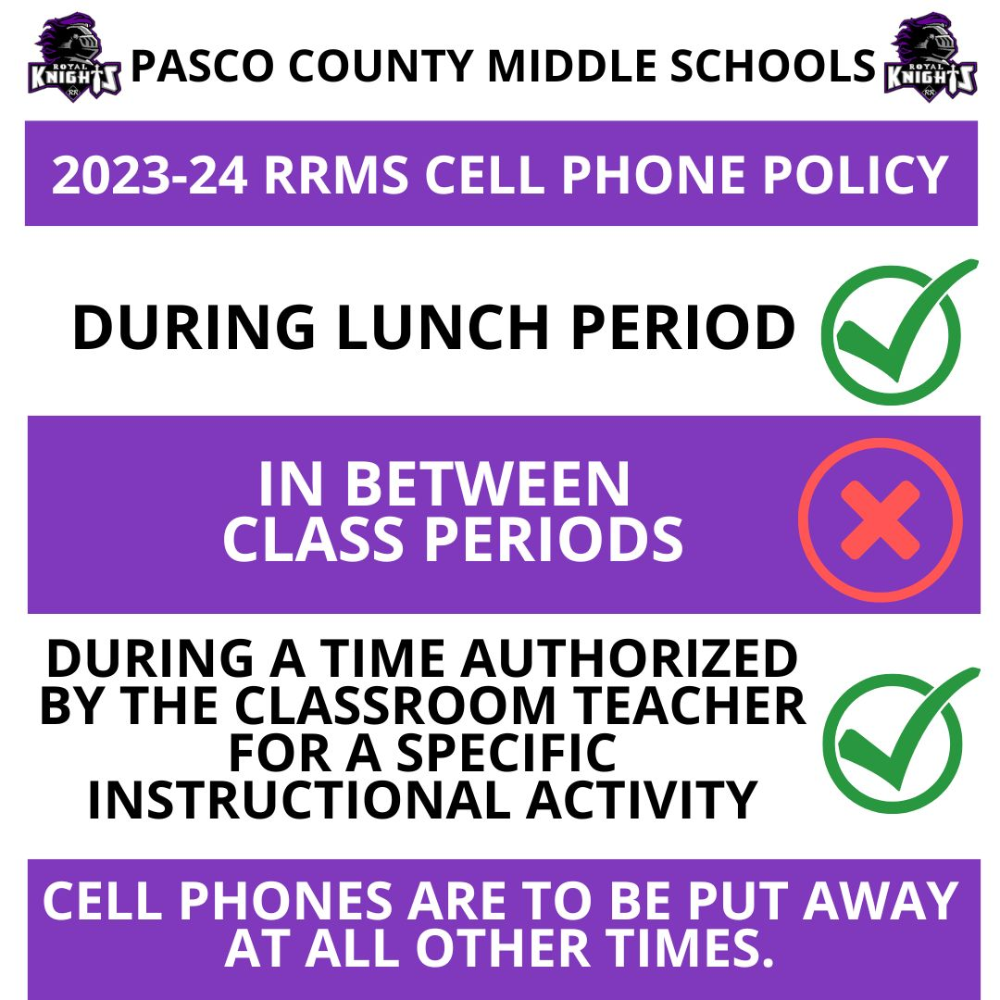 ROYAL
KNIGHTS
RR
PASCO COUNTY MIDDLE SCHOOLS
ROYAL
KNIGHTS
RR
2023-24 RRMS CELL PHONE POLICY
DURING LUNCH PERIOD
IN BETWEEN
CLASS PERIODS
DURING A TIME AUTHORIZED
BY THE CLASSROOM TEACHER
FOR A SPECIFIC
INSTRUCTIONAL ACTIVITY
CELL PHONES ARE TO BE PUT AWAY
AT ALL OTHER TIMES.